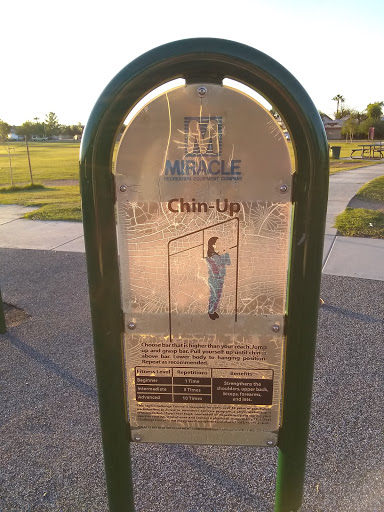 M
MIRACLE
RECREATION EQUIPMENT COMPANY
Chin-Up
Choose bar that is higher than your reach. Jump
up and grasp bar. Pull yourself up until chin is
above bar. Lower body to hanging position.
Repeat as recommended.
Fitness Level Repetitions Benefits
Beginner 1 Time
Intermediate 5 Times
Advanced 10 Times
Strengthens the
shoulders, upper back,
biceps, forearms,
and lats.